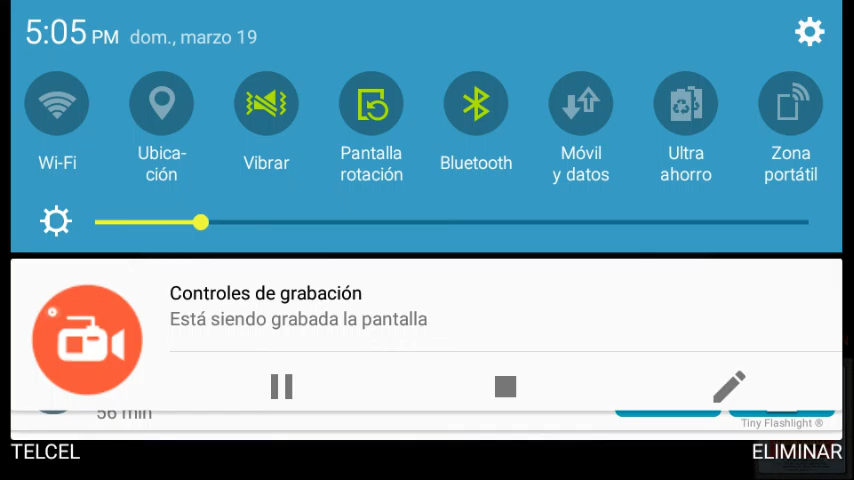 5:05 PM dom., marzo 19
Wi-Fi
Ubica-
ción
Vibrar
Pantalla
rotación
Bluetooth
Móvil
y datos
Ultra
ahorro
Zona
portátil
Controles de grabación
Está siendo grabada la pantalla
56 min
Tiny Flashlight ®
TELCEL
ELIMINAR